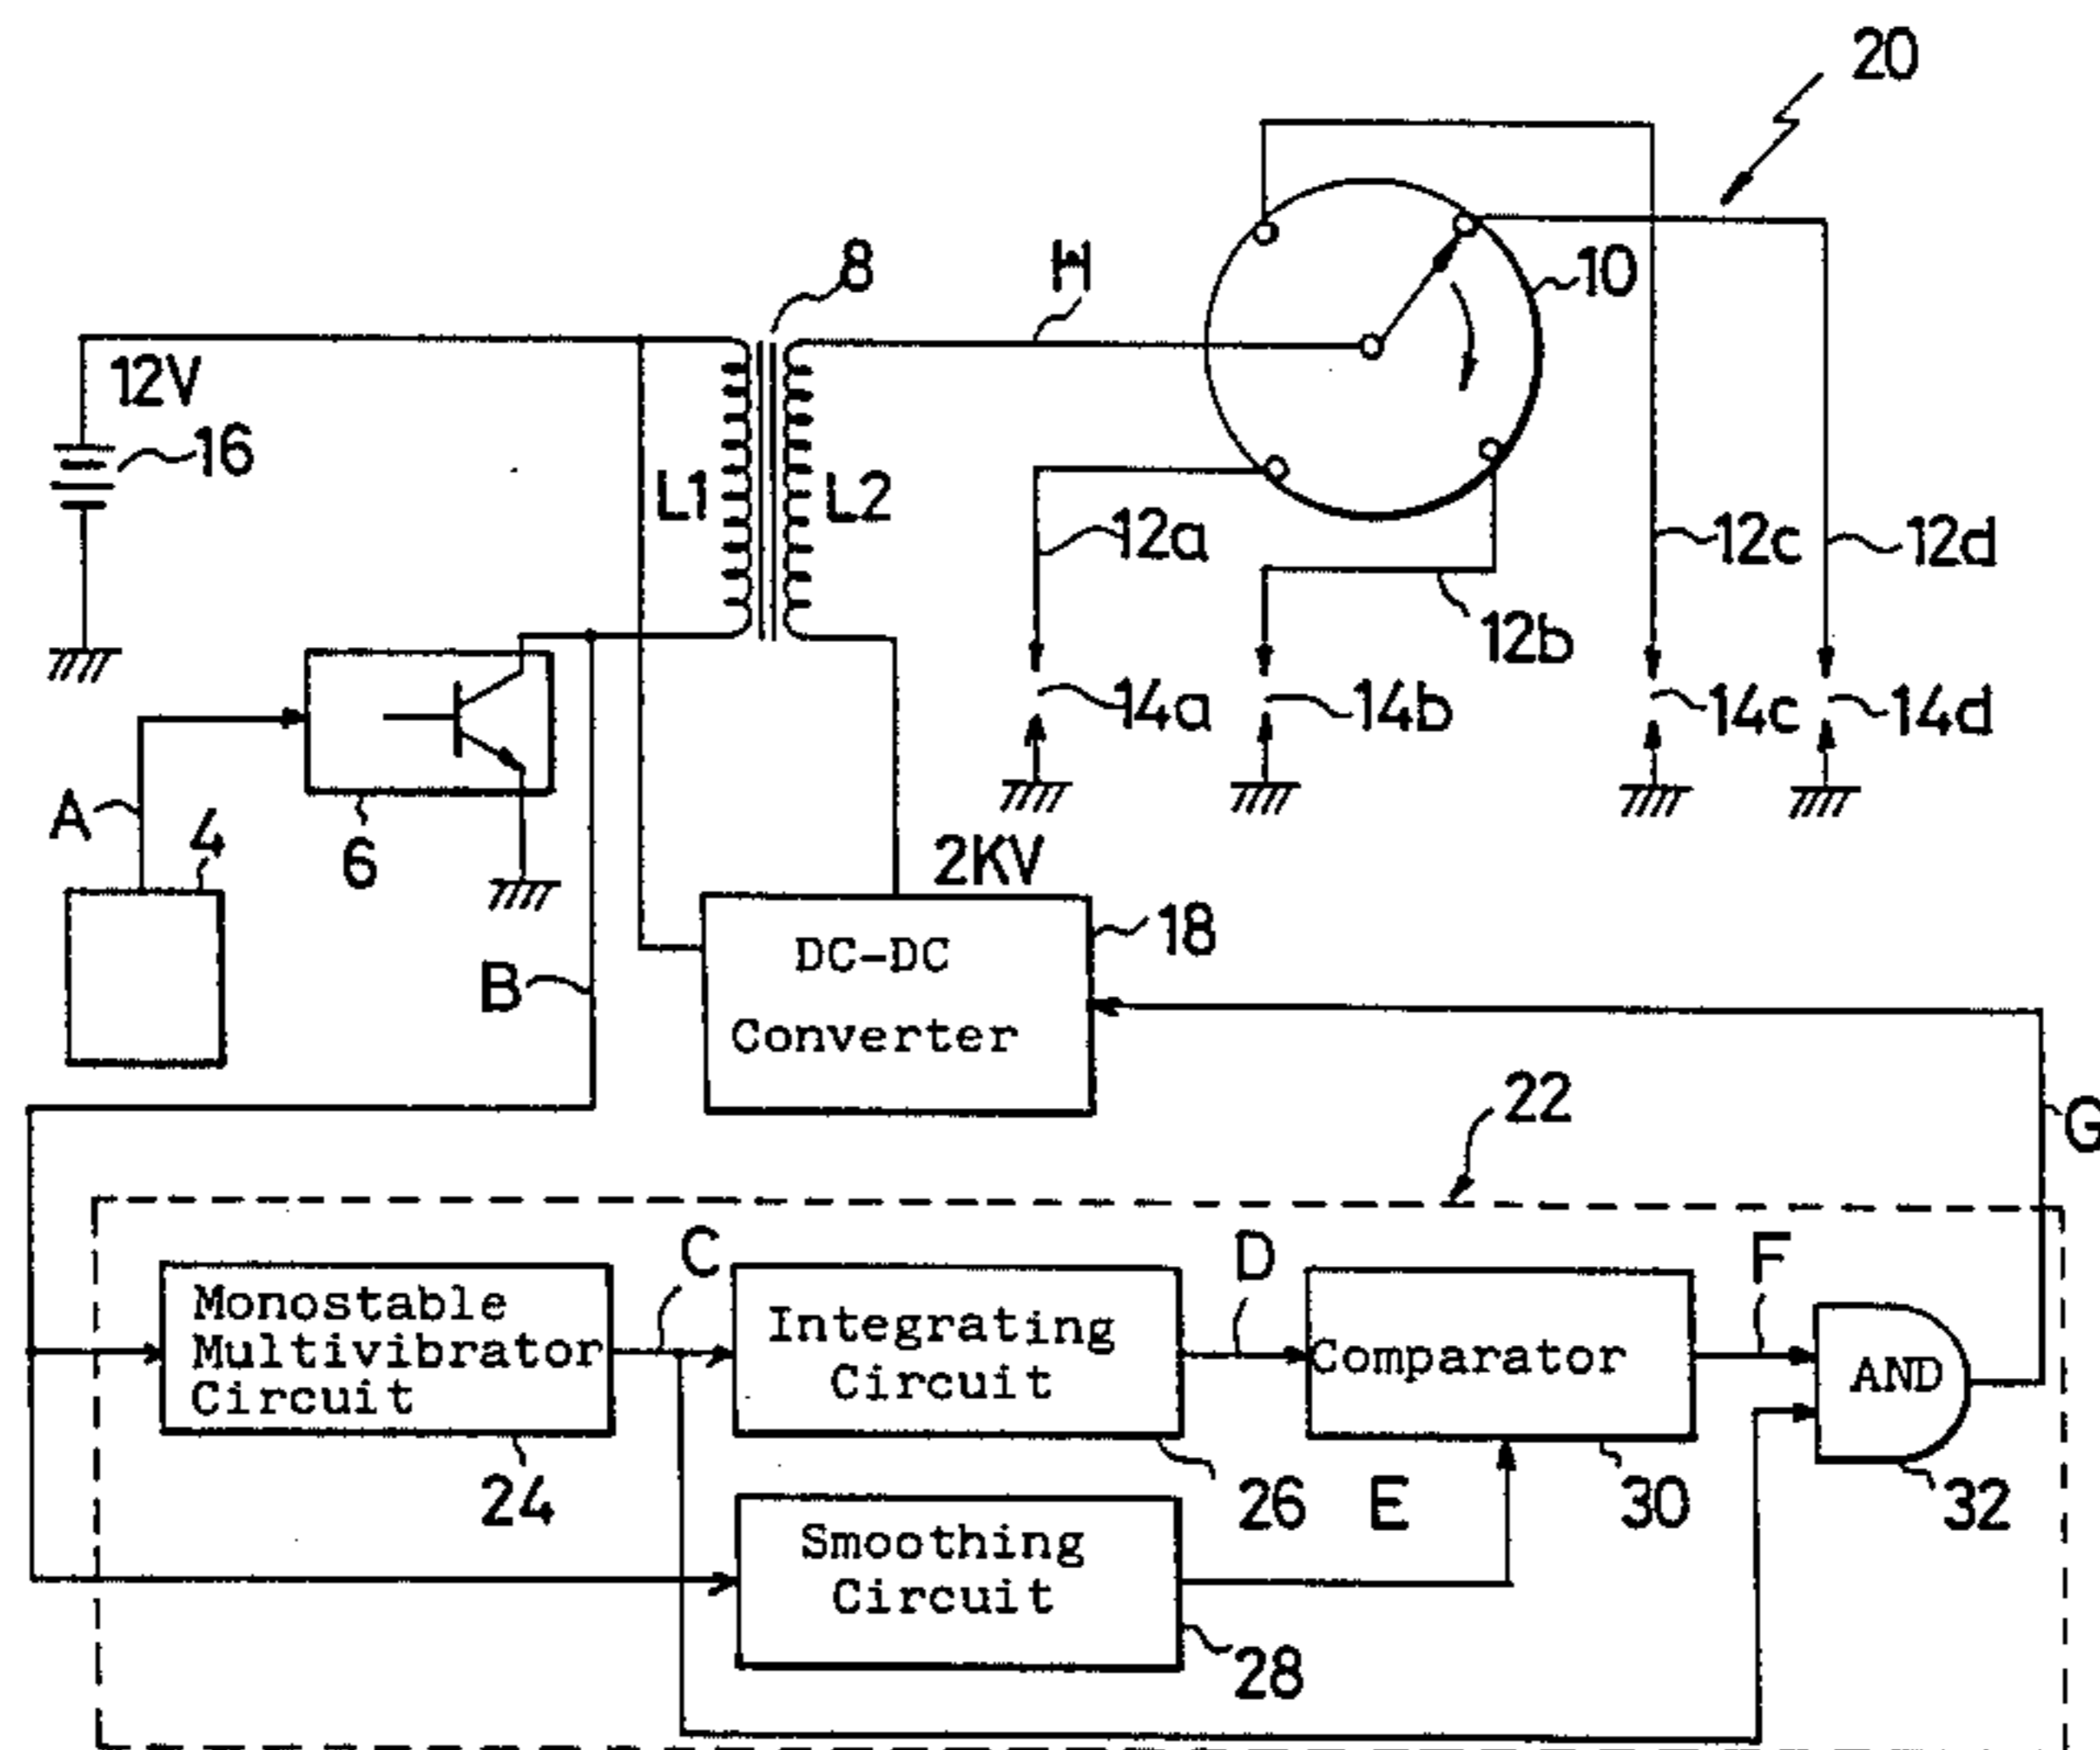 20
8
H
10
12V
16
L1
L2
12a
12b
12c
12d
14a
14b
14c
14d
A
4
6
2KV
B
DC-DC
Converter
18
22
G
C
D
F
Monostable
Multivibrator
Circuit
Integrating
Circuit
Comparator
AND
24
26
E
30
32
Smoothing
Circuit
28